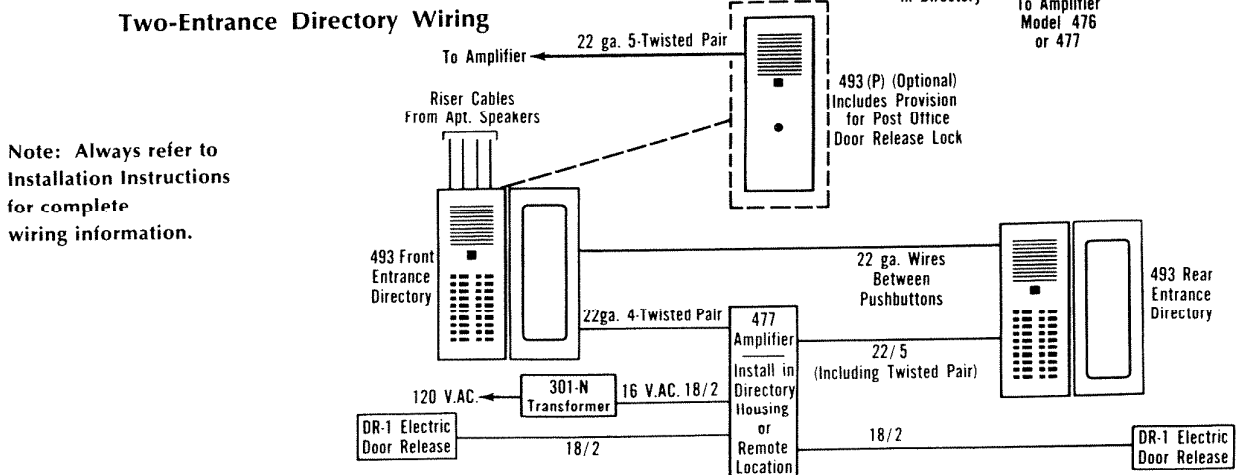 in Directory
To Amplifier
Model 476
or 477
Two-Entrance Directory Wiring
To Amplifier
22 ga. 5-Twisted Pair
Riser Cables
From Apt. Speakers
493 (P) (Optional)
Includes Provision
for Post Office
Door Release Lock
Note: Always refer to
Installation Instructions
for complete
wiring information.
493 Front
Entrance
Directory
22 ga. Wires
Between
Pushbuttons
493 Rear
Entrance
Directory
22ga. 4-Twisted Pair
477
Amplifier
Install in
Directory
Housing
or
Remote
Location
22/5
(Including Twisted Pair)
120 V.AC.
301-N
Transformer
16 V.AC. 18/2
DR-1 Electric
Door Release
18/2
18/2
DR-1 Electric
Door Release